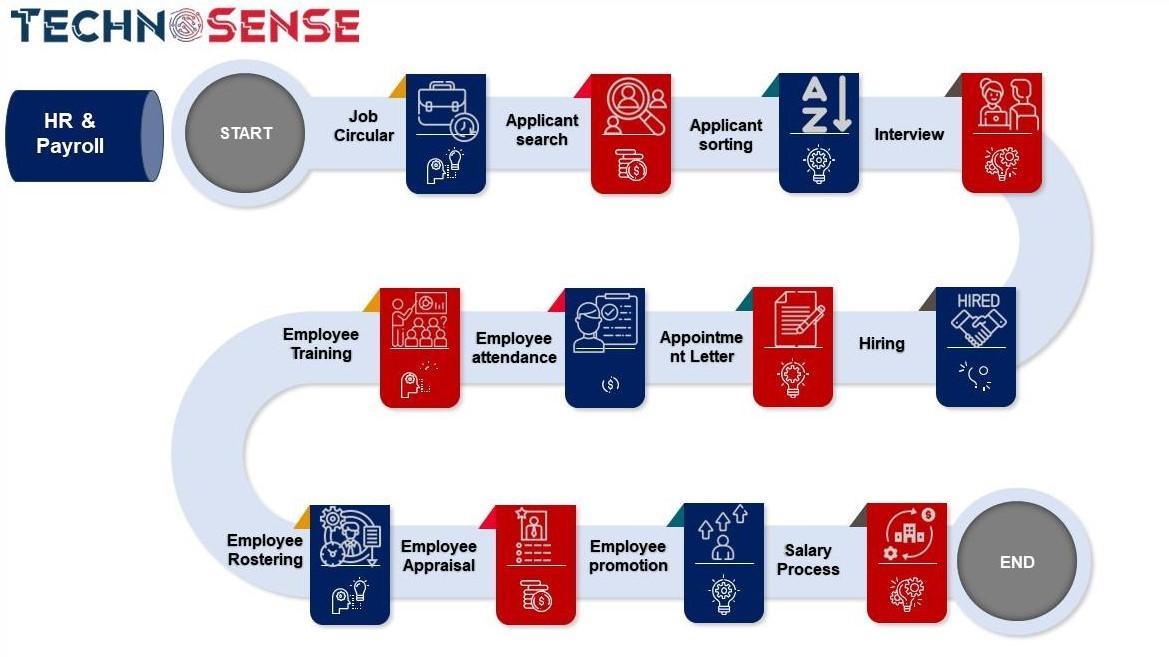 TECHNOSENSE
HR &
Payroll
START
Job
Circular
Applicant
search
A
Z
Applicant
sorting
Interview
HIRED
Hiring
Appointme
nt Letter
Employee
attendance
Employee
Training
Employee
Rostering
Employee
Appraisal
Employee
promotion
Salary
Process
END